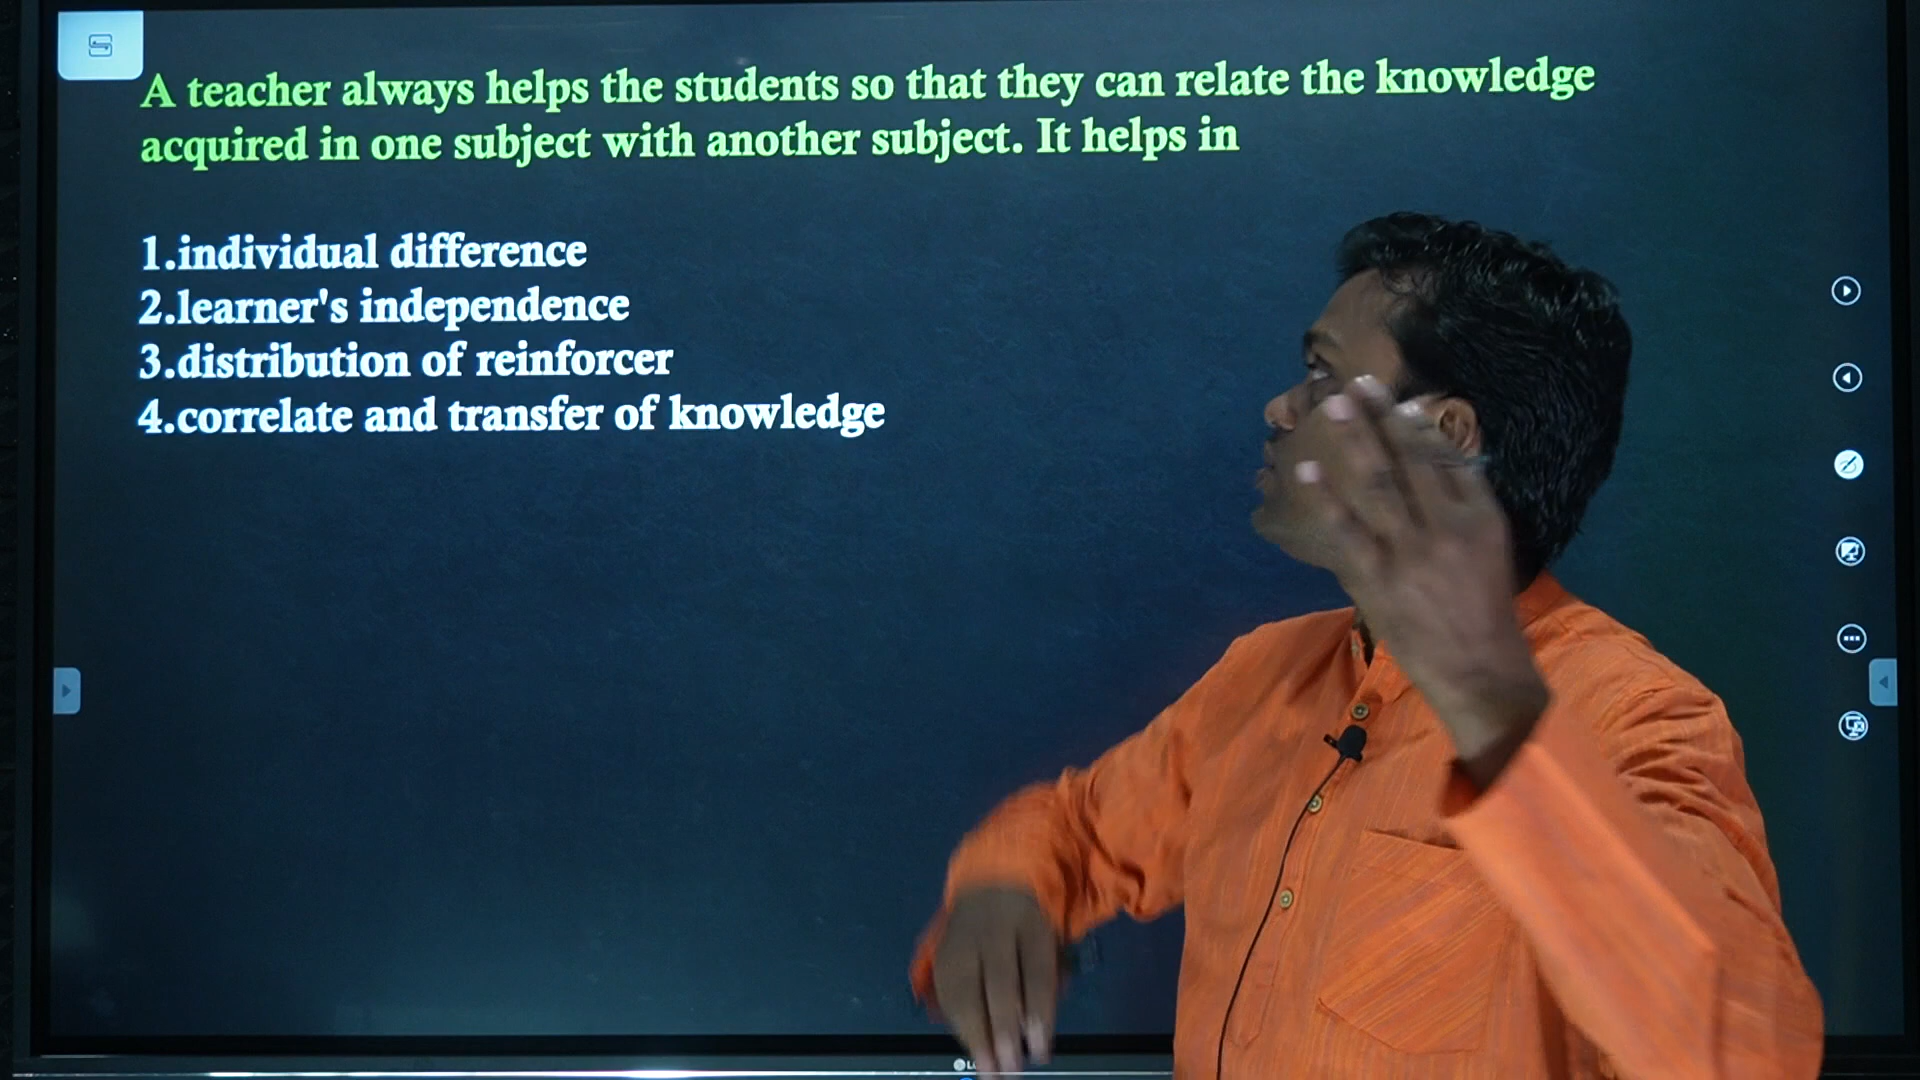 A teacher always helps the students so that they can relate the knowledge
acquired in one subject with another subject. It helps in
1.individual difference
2.learner's independence
3.distribution of reinforcer
4.correlate and transfer of knowledge